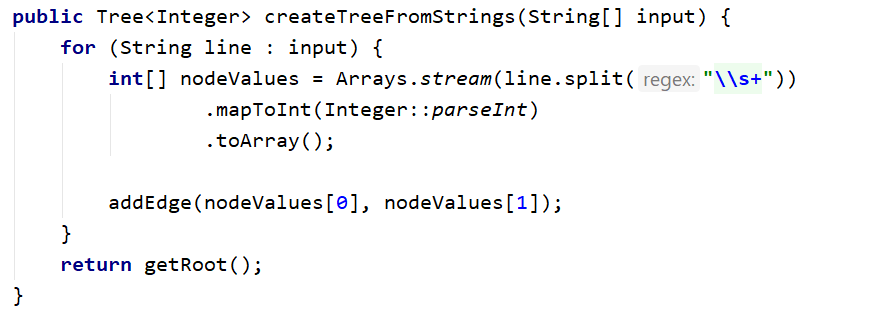 public Tree<Integer> createTreeFromStrings(String[] input) {
    for (String line : input) {
        int[] nodeValues = Arrays.stream(line.split( regex: "\\s+"))
                .mapToInt(Integer::parseInt)
                .toArray();

        addEdge(nodeValues[0], nodeValues[1]);
    }
    return getRoot();
}